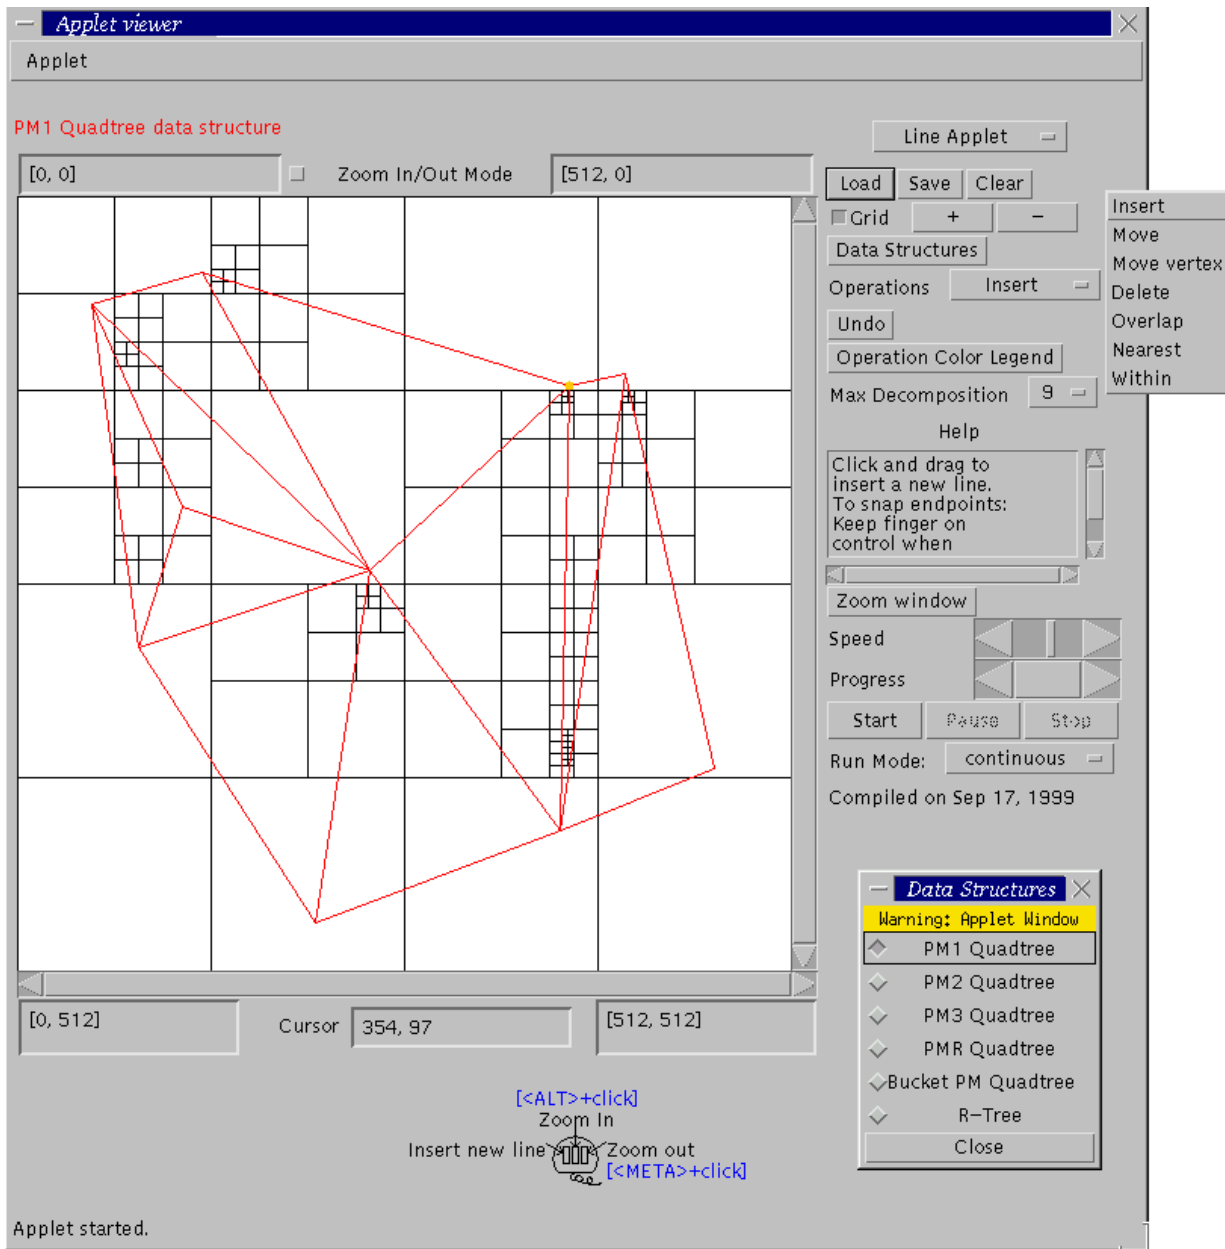 Applet viewer
Applet
PM1 Quadtree data structure
Line Applet
[0, 0]
Zoom In/Out Mode
[512, 0]
Load
Save
Clear
Grid
+
-
Data Structures
Operations
Insert
Insert
Move
Move vertex
Delete
Overlap
Nearest
Within
Undo
Operation Color Legend
Max Decomposition
9
Help
Click and drag to
insert a new line.
To snap endpoints:
Keep finger on
control when
Zoom window
Speed
Progress
Start
Pause
Stop
Run Mode:
continuous
Compiled on Sep 17, 1999
Data Structures
Warning: Applet Window
PM1 Quadtree
PM2 Quadtree
PM3 Quadtree
PMR Quadtree
Bucket PM Quadtree
R-Tree
Close
[0, 512]
Cursor
354, 97
[512, 512]
[<ALT>+click]
Zoom In
Insert new line
Zoom out
[<META>+click]
Applet started.